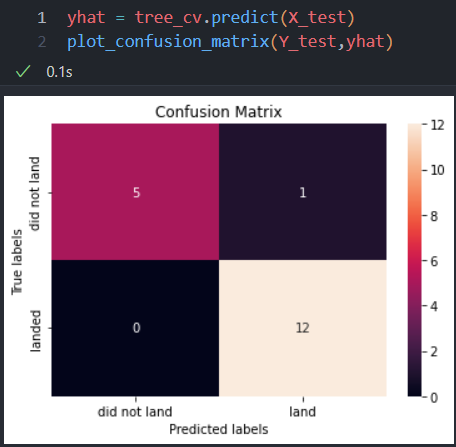 1 yhat = tree_cv.predict(X_test)
2 plot_confusion_matrix(Y_test,yhat)
✓ 0.1s
Confusion Matrix
12
10
8
6
4
2
0
True labels
did not land
5 1
landed
0 12
did not land land
Predicted labels